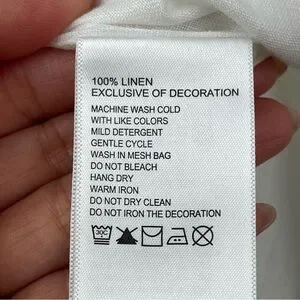 100% LINEN
EXCLUSIVE OF DECORATION
MACHINE WASH COLD
WITH LIKE COLORS
MILD DETERGENT
GENTLE CYCLE
WASH IN MESH BAG
DO NOT BLEACH
HANG DRY
WARM IRON
DO NOT DRY CLEAN
DO NOT IRON THE DECORATION
30C